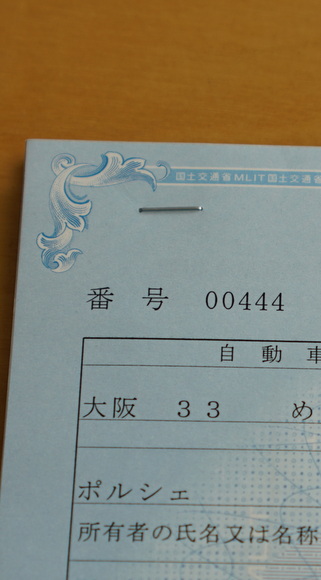 国土交通省MLIT国土交通省
番号 00444
自動車
大阪 33 め
ポルシェ
所有者の氏名又は名称